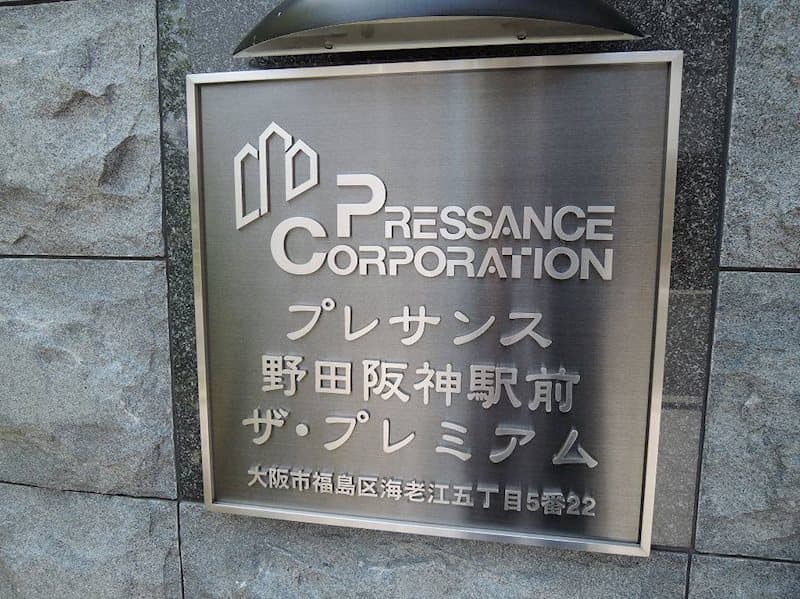 PRESSANCE
CORPORATION
プレサンス
野田阪神駅前
ザ・プレミアム
大阪市福島区海老江五丁目5番22